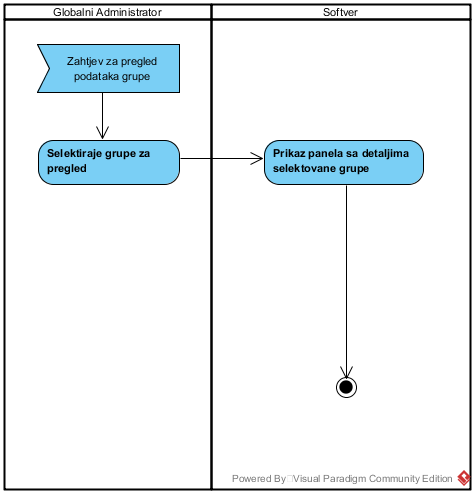 Globalni Administrator
Softver
Zahtjev za pregled
podataka grupe
Selektiraje grupe za
pregled
Prikaz panela sa detaljima
selektovane grupe
Powered By Visual Paradigm Community Edition